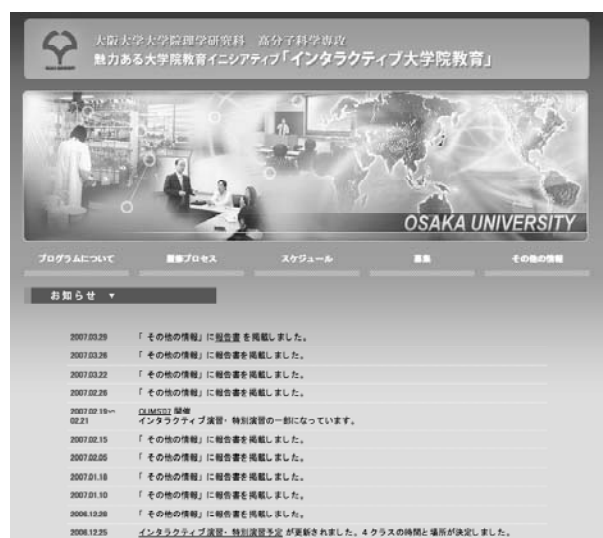 大阪大学大学院理学研究科　高分子科学専攻
魅力ある大学院教育イニシアティブ「インタラクティブ大学院教育」
OSAKA UNIVERSITY
プログラムについて
履修プロセス
スケジュール
募集
その他の情報
お知らせ ▼
2007.03.29 「その他の情報」に報告書 を掲載しました。
2007.03.26 「その他の情報」に報告書を掲載しました。
2007.03.22 「その他の情報」に報告書を掲載しました。
2007.02.26 「その他の情報」に報告書を掲載しました。
2007.02.19〜 OUMS'07 開催
02.21 インタラクティブ演習・特別演習の一部になっています。
2007.02.15 「その他の情報」に報告書を掲載しました。
2007.02.05 「その他の情報」に報告書を掲載しました。
2007.01.18 「その他の情報」に報告書を掲載しました。
2007.01.10 「その他の情報」に報告書を掲載しました。
「その他の情報」に報告書を掲載しました。
2006.12.25 インタラクティブ演習・特別演習予定 が更新されました。4クラスの時間と場所が決定しました。